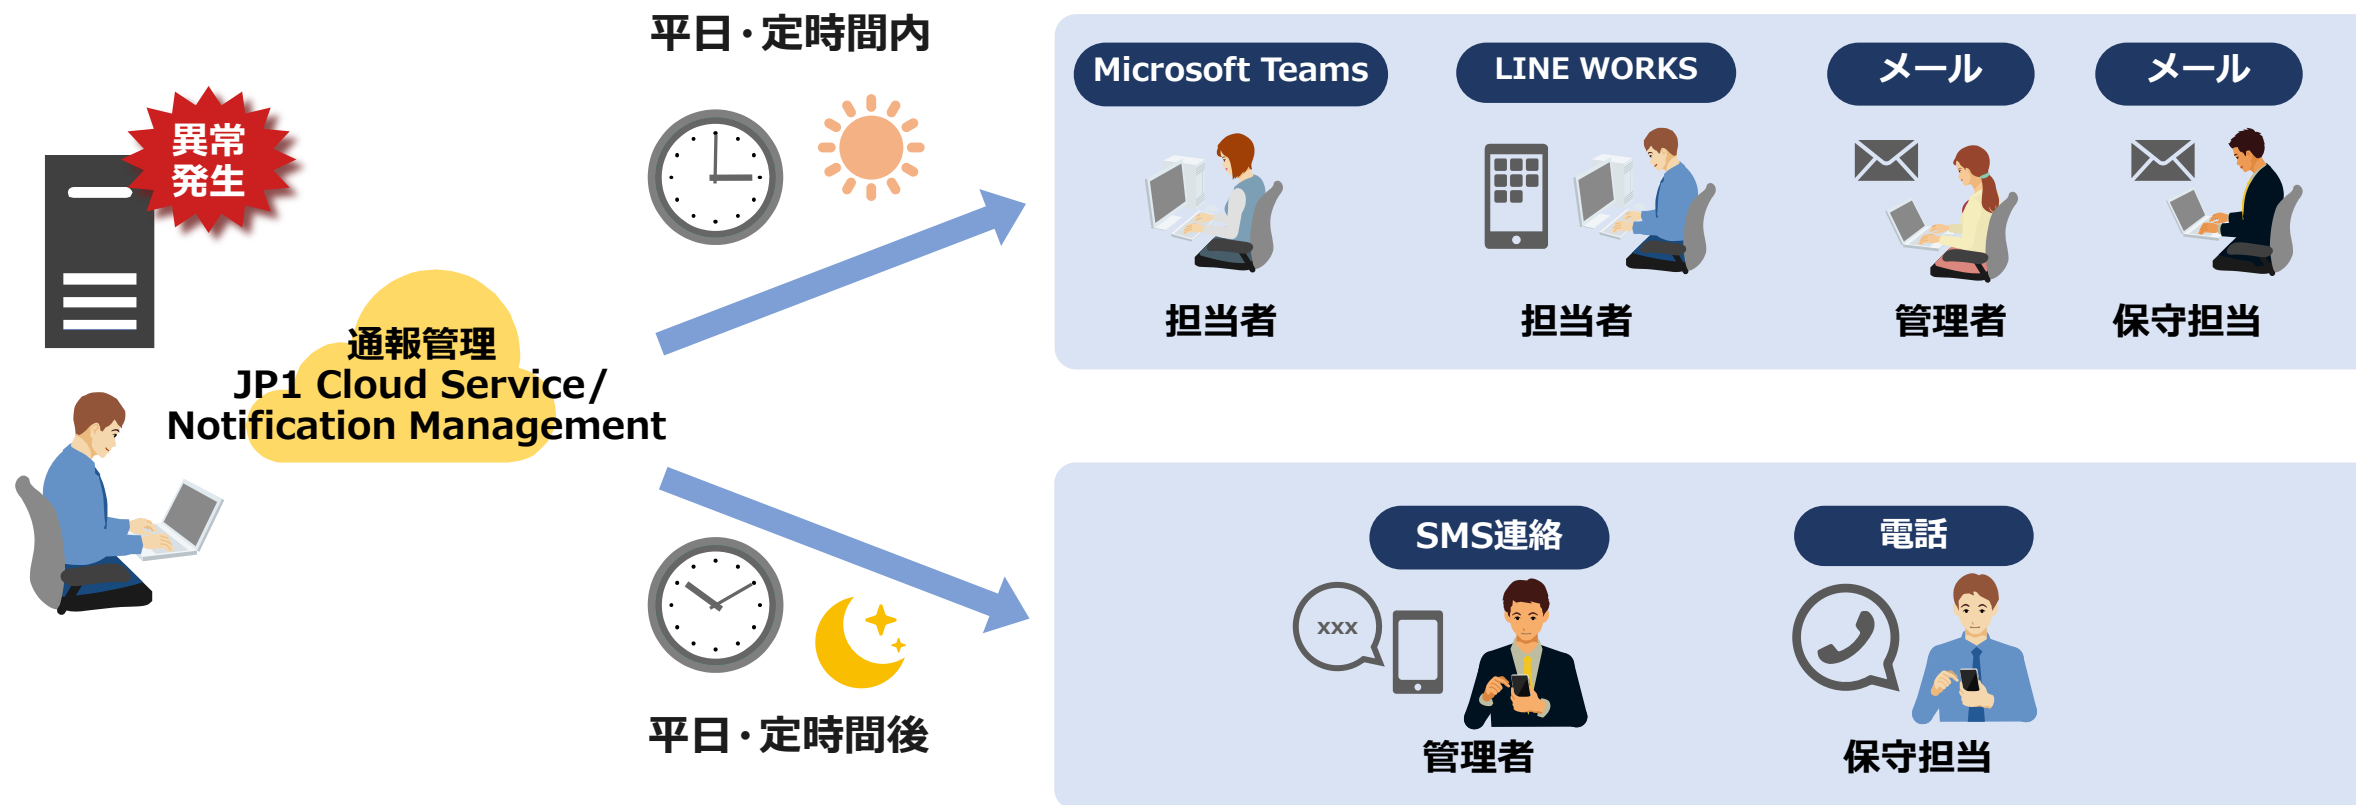 平日・定時間内
異常
発生
通報管理
JP1 Cloud Service/
Notification Management
Microsoft Teams
LINE WORKS
メール
メール
担当者
担当者
管理者
保守担当
平日・定時間後
SMS連絡
電話
xxx
管理者
保守担当